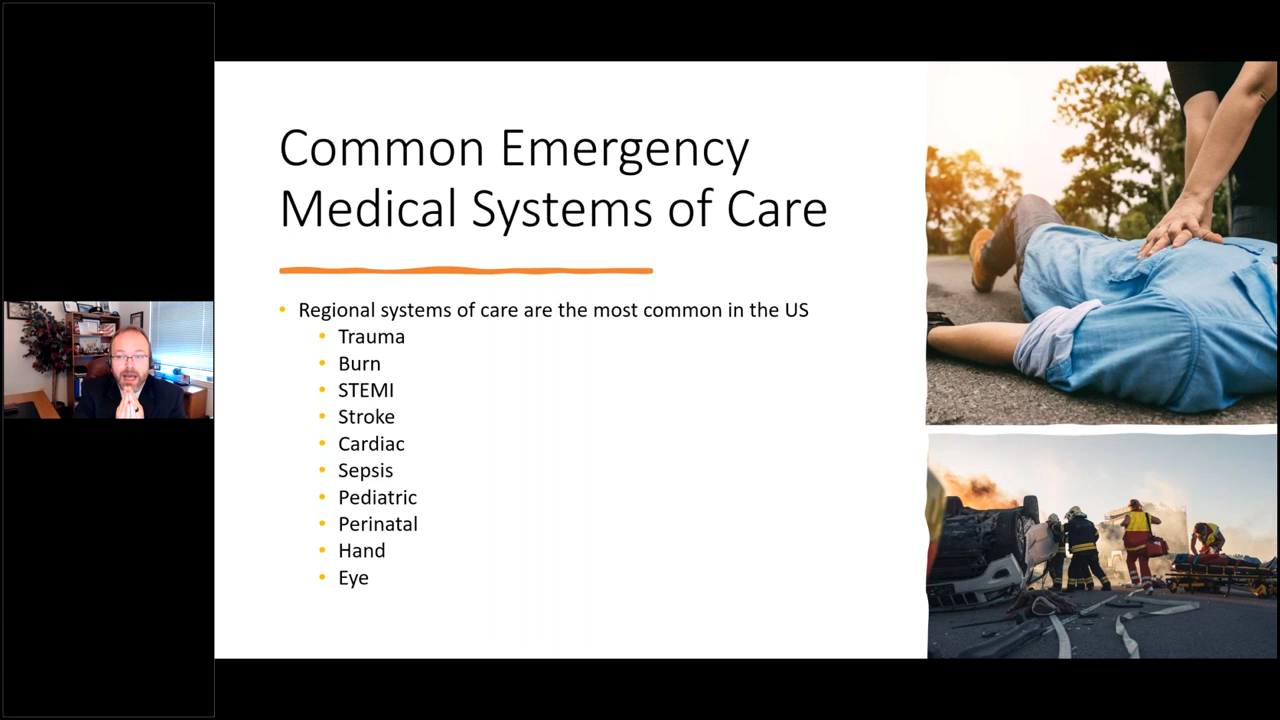 Common Emergency
Medical Systems of Care
Regional systems of care are the most common in the US
Trauma
Burn
STEMI
Stroke
Cardiac
Sepsis
Pediatric
Perinatal
Hand
Eye